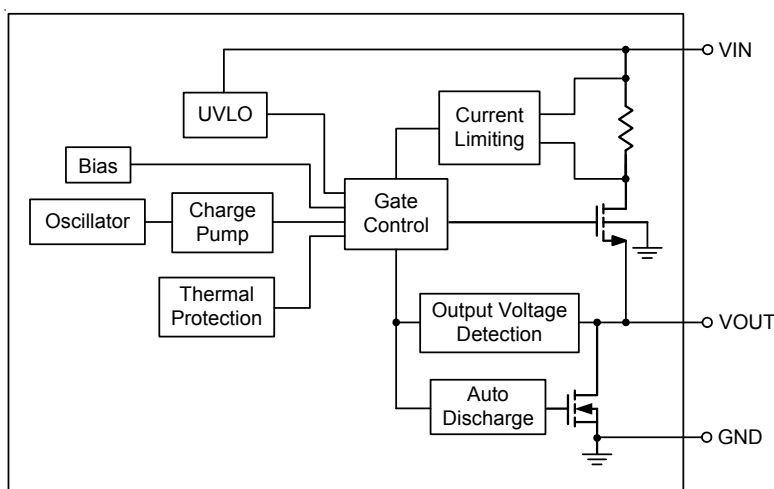 VIN
UVLO
Current
Limiting
Bias
Gate
Control
Oscillator
Charge
Pump
Thermal
Protection
Output Voltage
Detection
VOUT
Auto
Discharge
GND